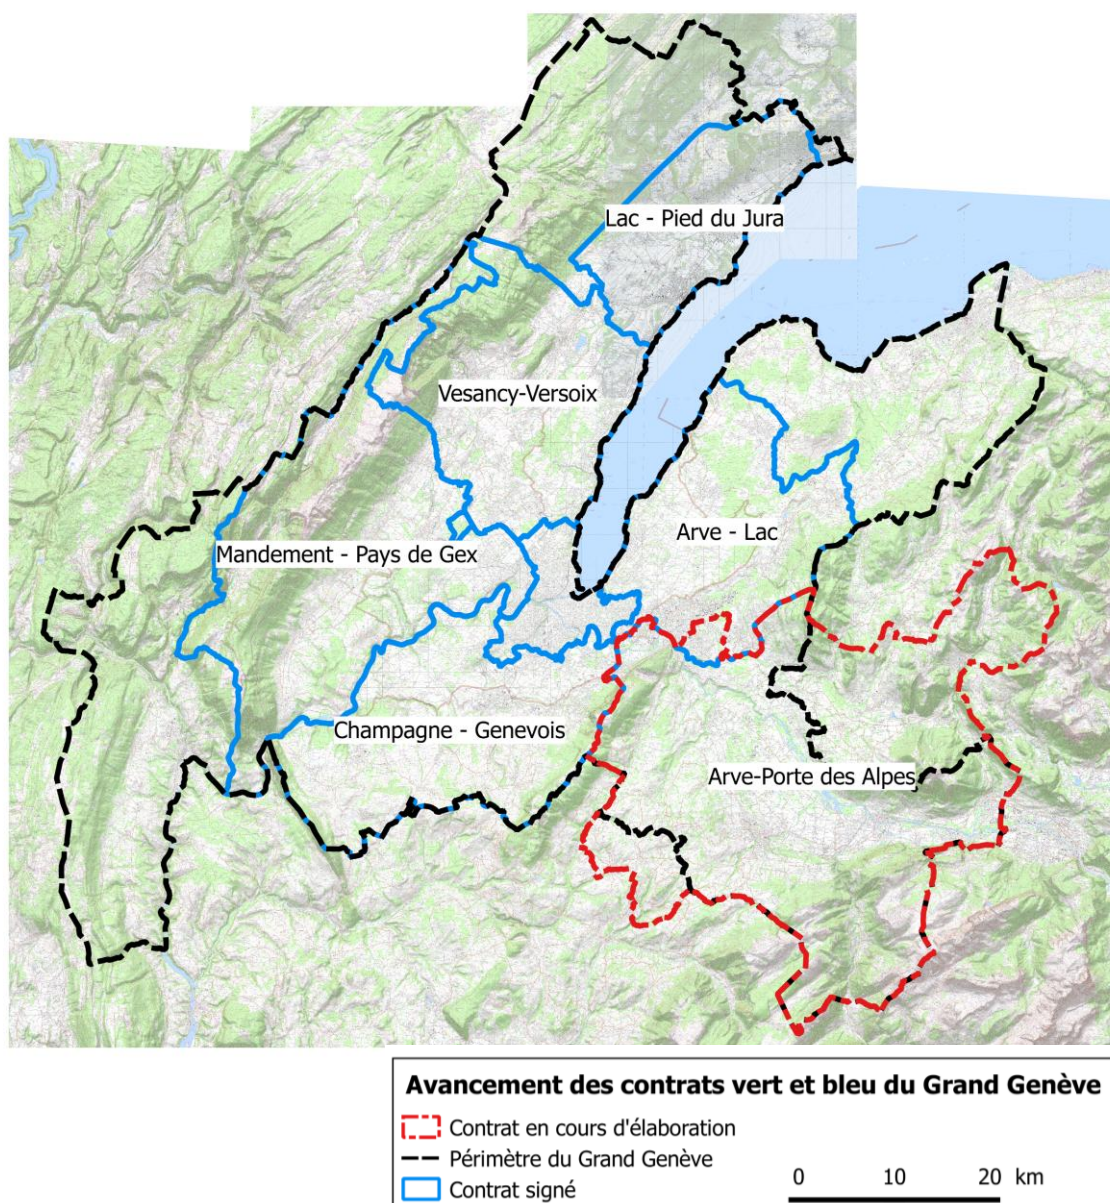 Lac - Pied du Jura
Vesancy-Versoix
Arve - Lac
Mandement - Pays de Gex
Champagne - Genevois
Arve-Porte des Alpes
Avancement des contrats vert et bleu du Grand Genève
Contrat en cours d'élaboration
Périmètre du Grand Genève
Contrat signé
0 10 20 km